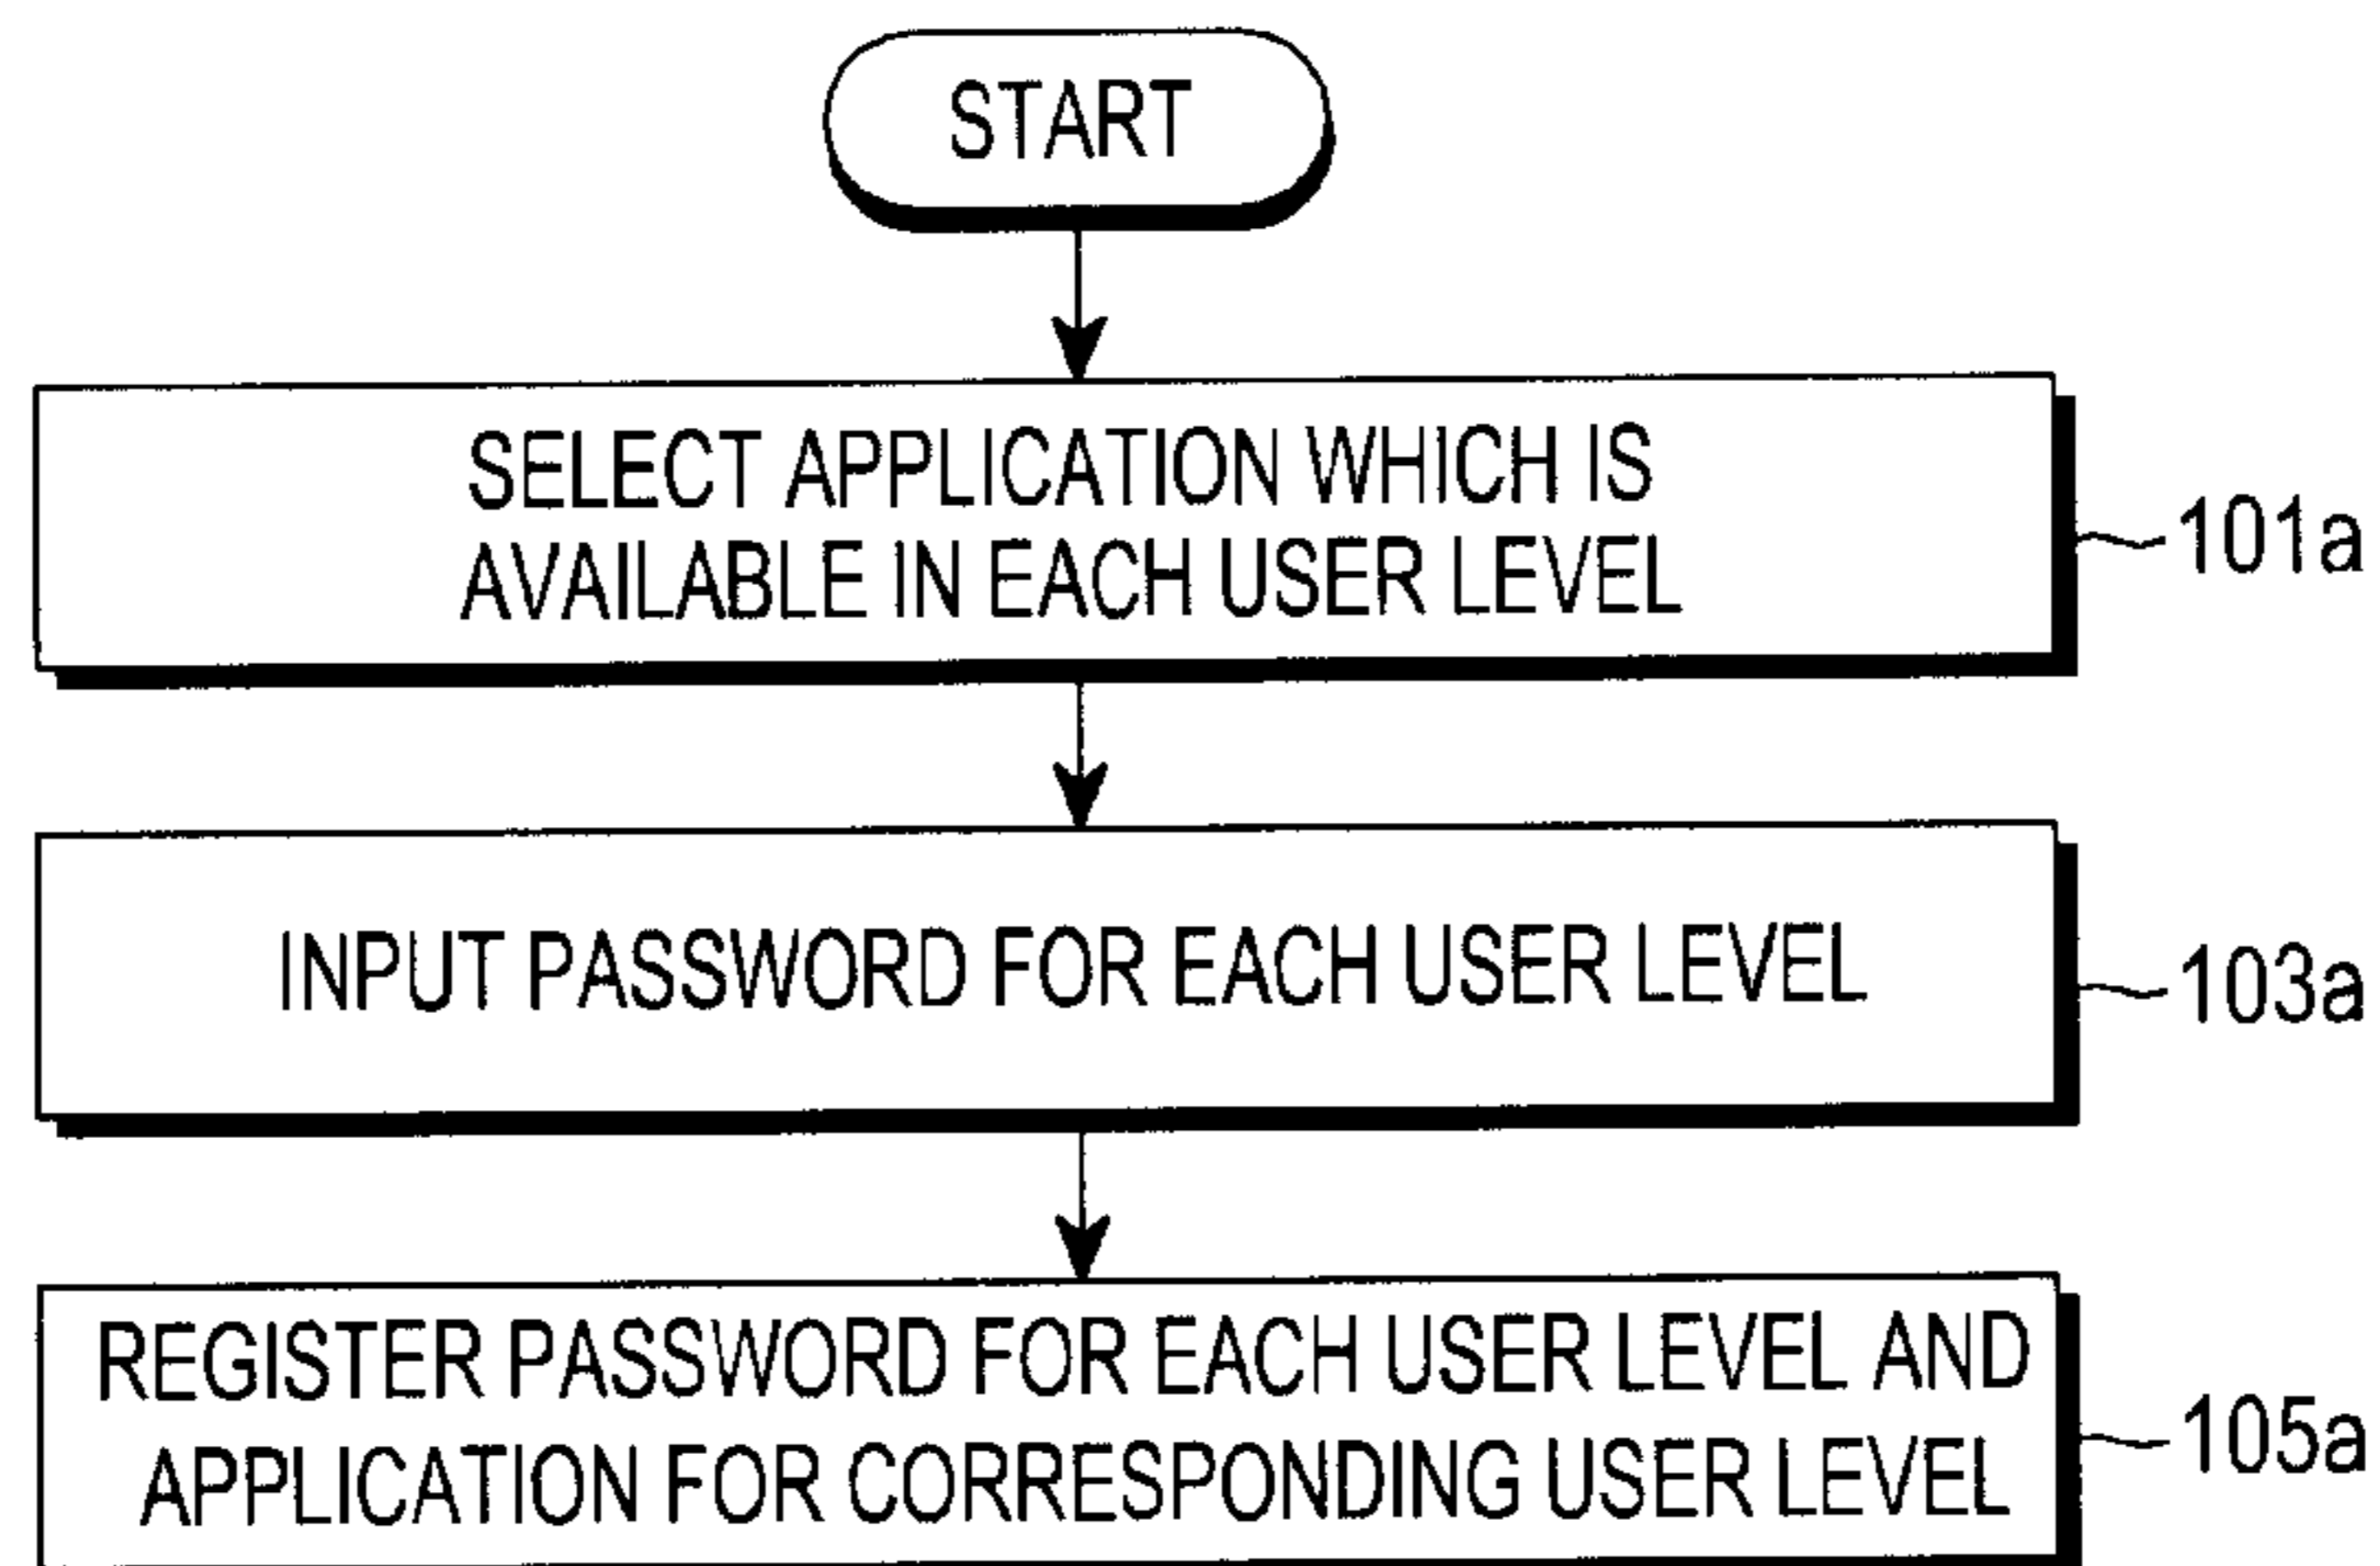 START
SELECT APPLICATION WHICH IS
AVAILABLE IN EACH USER LEVEL
101a
INPUT PASSWORD FOR EACH USER LEVEL
103a
REGISTER PASSWORD FOR EACH USER LEVEL AND
APPLICATION FOR CORRESPONDING USER LEVEL
105a